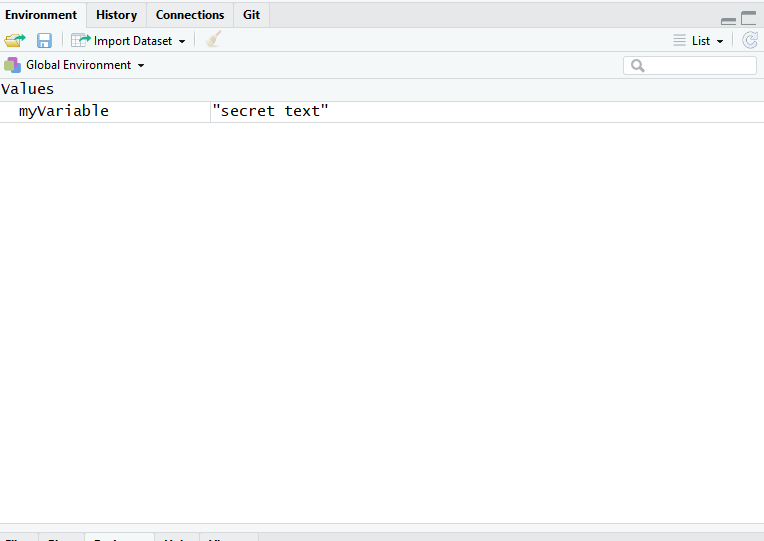 Environment History Connections Git
Import Dataset List
Global Environment
Values
myVariable "secret text"